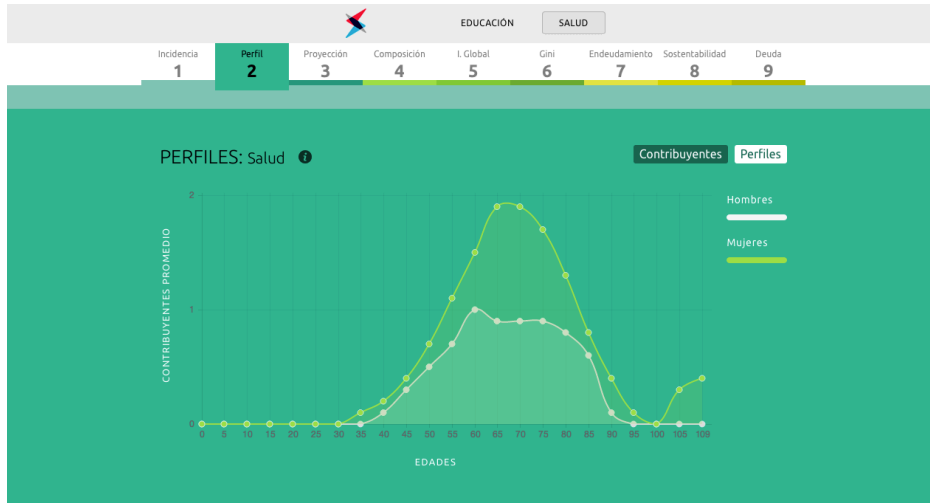 EDUCACIÓN SALUD
Incidencia Perfil Proyección Composición I. Global Gini Endeudamiento Sostentabilidad Deuda
1 2 3 4 5 6 7 8 9
PERFILES: Salud i Contribuyentes Perfiles
Hombres
Mujeres
CONTRIBUYENTES PROMEDIO
2
1
0
0 5 10 15 20 25 30 35 40 45 50 55 60 65 70 75 80 85 90 95 100 105 109
EDADES